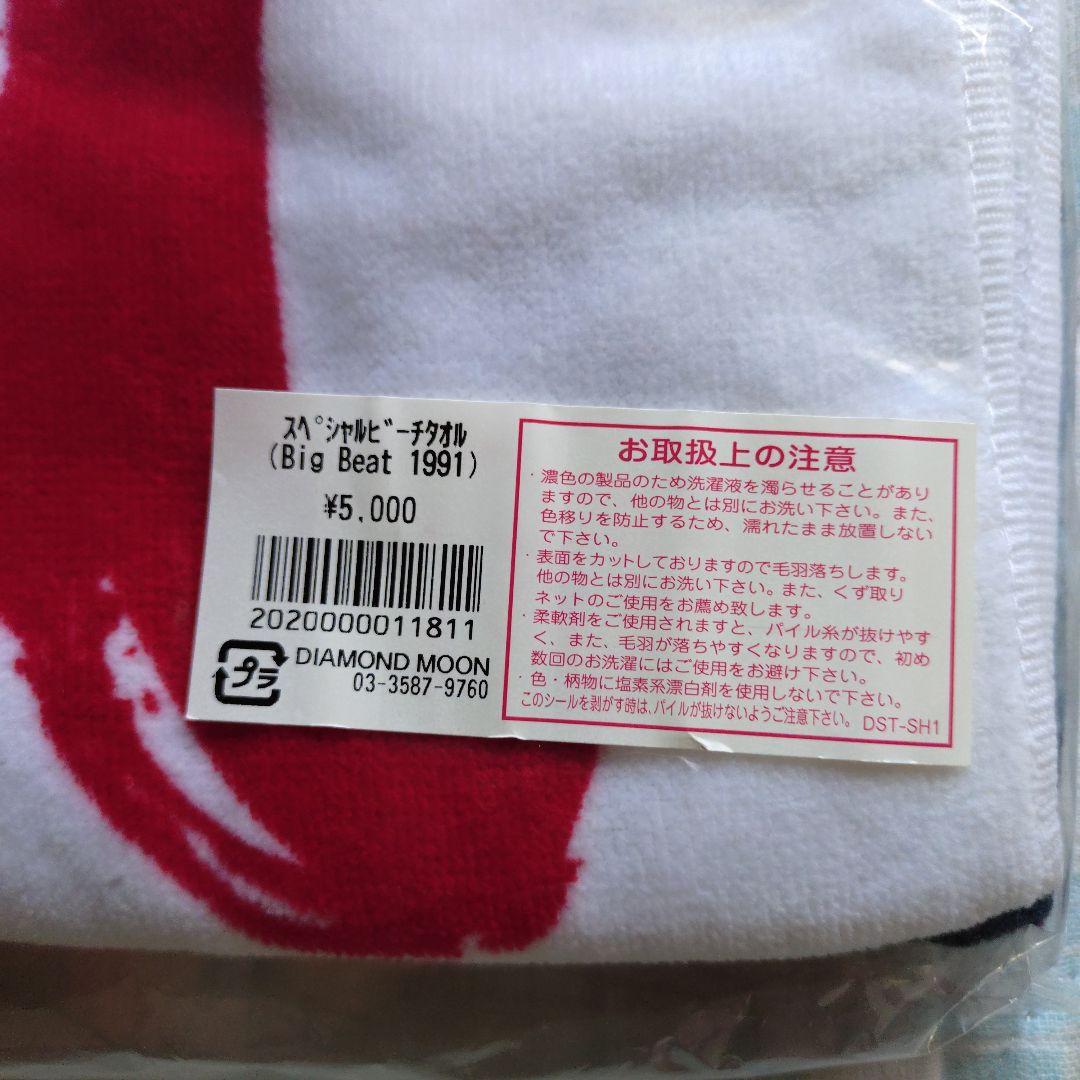 ｽﾍﾟｼｬﾙﾋﾞｰﾁﾀｵﾙ
(Big Beat 1991)
¥5,000
2020000011811
プラ
DIAMOND MOON
03-3587-9760
お取扱上の注意
・濃色の製品のため洗濯液を濁らせることがあり
ますので、他の物とは別にお洗い下さい。また、
色移りを防止するため、濡れたまま放置しない
で下さい。
・表面をカットしておりますので毛羽落ちします。
他の物とは別にお洗い下さい。また、くず取り
ネットのご使用をお薦め致します。
・柔軟剤をご使用されますと、パイル糸が抜けやす
く、また、毛羽が落ちやすくなりますので、初め
数回のお洗濯にはご使用をお避け下さい。
・色・柄物に塩素系漂白剤を使用しないで下さい。
このシールを剥がす時は、パイルが抜けないようご注意下さい。 DST-SH1